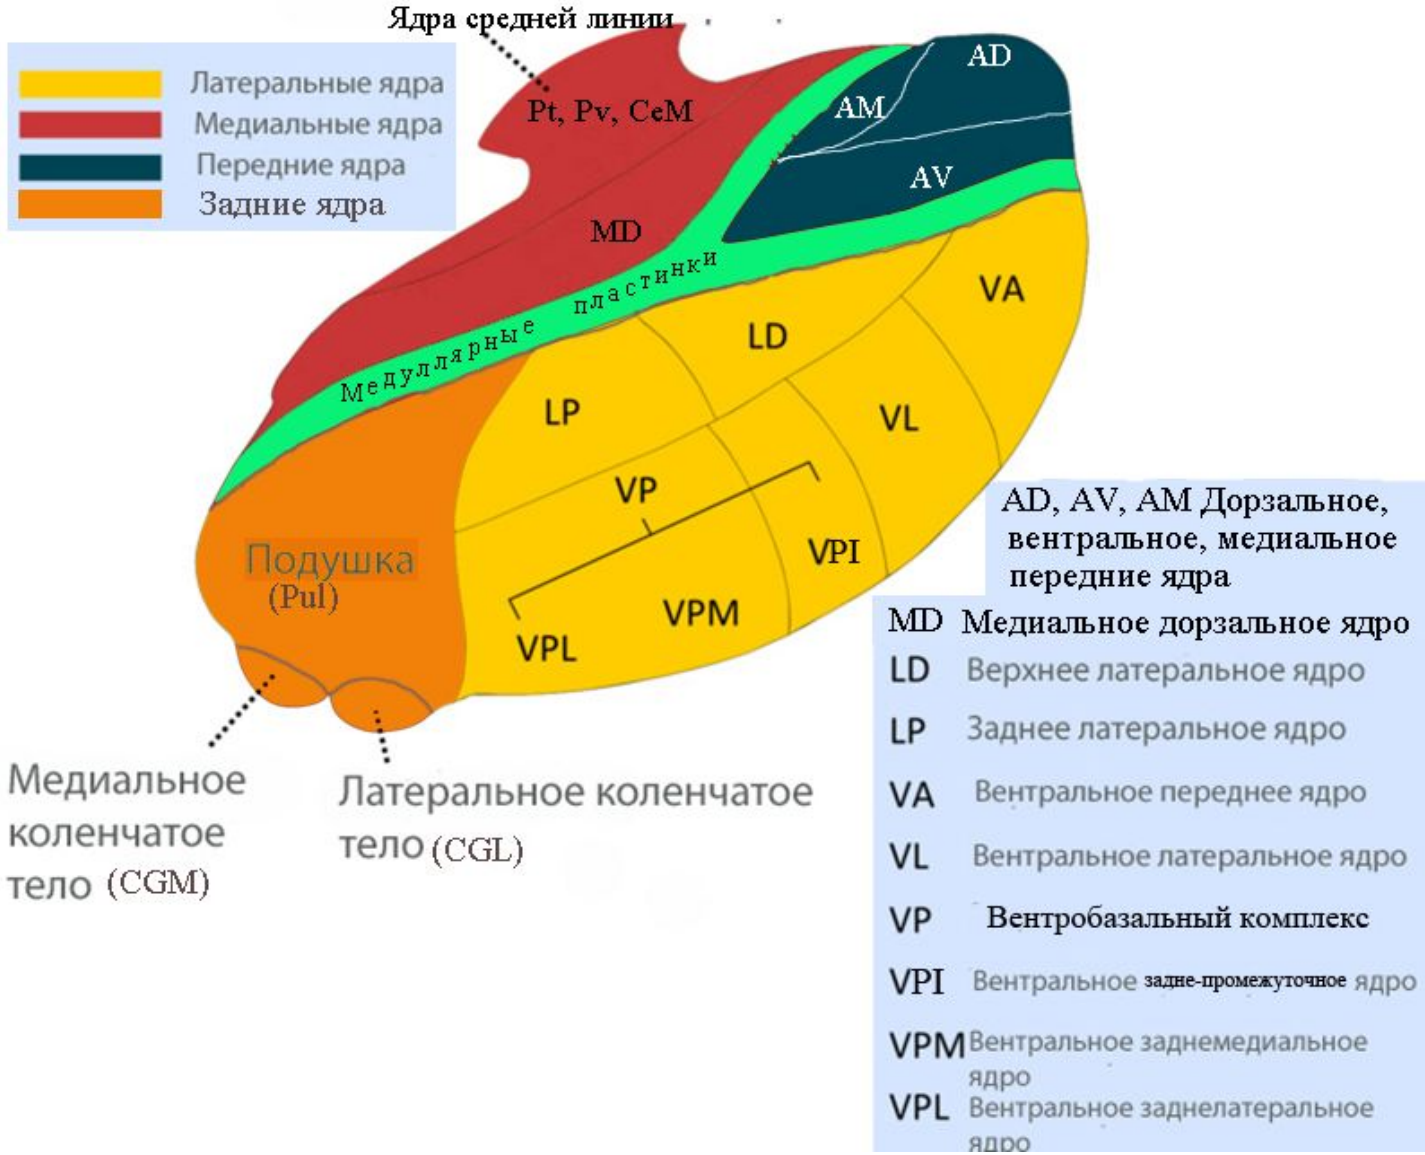 Ядра средней линии
Латеральные ядра
Медиальные ядра
Передние ядра
Задние ядра
Pt, Pv, CeM
MD
AD
AM
AV
Медуллярные пластинки
VA
LD
VL
LP
VP
VPI
VPM
VPL
Подушка
(Pul)
Медиальное
коленчатое
тело (CGM)
Латеральное коленчатое
тело (CGL)
AD, AV, AM Дорзальное,
вентральное, медиальное
передние ядра
MD Медиальное дорзальное ядро
LD Верхнее латеральное ядро
LP Заднее латеральное ядро
VA Вентральное переднее ядро
VL Вентральное латеральное ядро
VP Вентробазальный комплекс
VPI Вентральное задне-промежуточное ядро
VPM Вентральное заднемедиальное
ядро
VPL Вентральное заднелатеральное
ядро